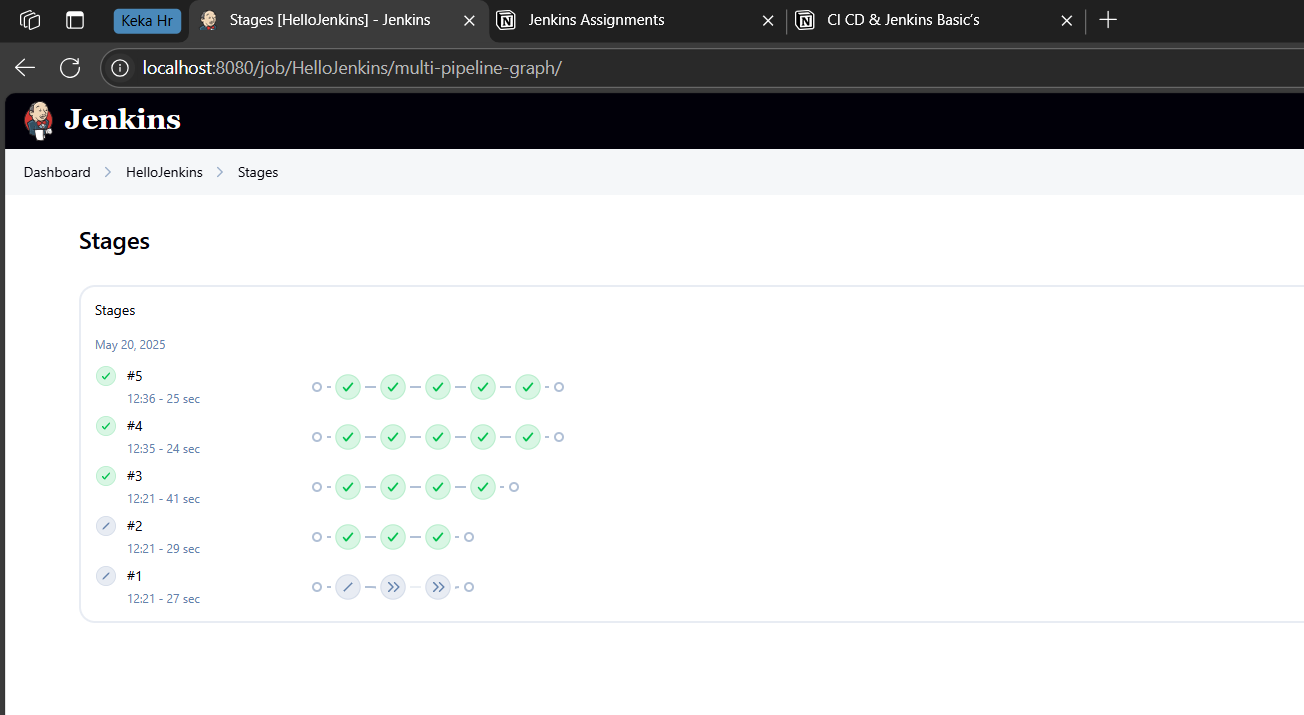 Keka Hr
Stages [HelloJenkins] - Jenkins
Jenkins Assignments
CI CD & Jenkins Basic's
localhost:8080/job/HelloJenkins/multi-pipeline-graph/
Jenkins
Dashboard
HelloJenkins
Stages
Stages
Stages
May 20, 2025
#5
12:36 - 25 sec
#4
12:35 - 24 sec
#3
12:21 - 41 sec
#2
12:21 - 29 sec
#1
12:21 - 27 sec